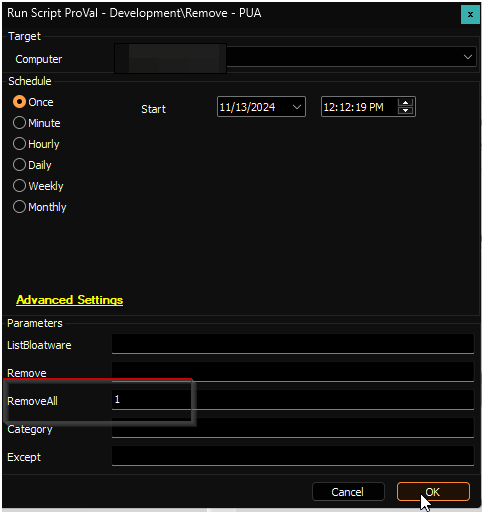 Run Script ProVal - Development\Remove - PUA
x
Target
Computer
Schedule
Once
Start
11/13/2024
12:12:19 PM
Minute
Hourly
Daily
Weekly
Monthly
Advanced Settings
Parameters
ListBloatware
Remove
RemoveAll
1
Category
Except
Cancel
OK